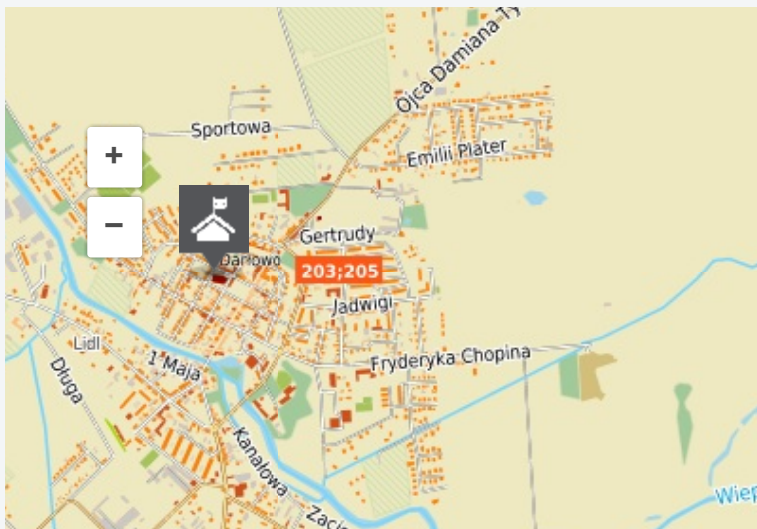 Ojca Damiana Ty
Sportowa
+
Emilii Plater
−
Gertrudy
Darłowo
203;205
Jadwigi
Lidl
1 Maja
Fryderyka Chopina
Długa
Kanałowa
Wiep
Zacis